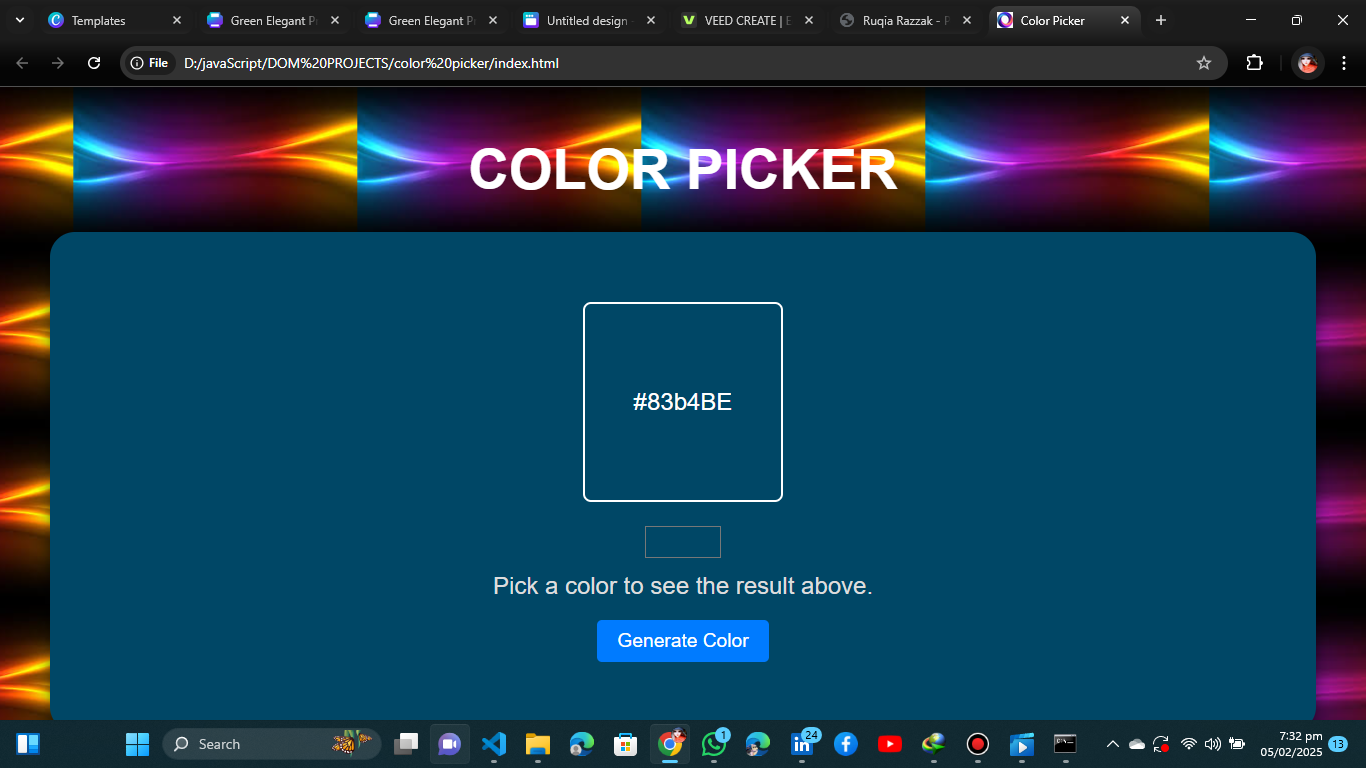 Templates
Green Elegant Pr
Green Elegant Pr
Untitled design -
VEED CREATE | E
Ruqia Razzak - P
Color Picker
File
D:/javaScript/DOM%20PROJECTS/color%20picker/index.html
COLOR PICKER
#83b4BE
Pick a color to see the result above.
Generate Color
Search
1
24
7:32 pm
05/02/2025
13